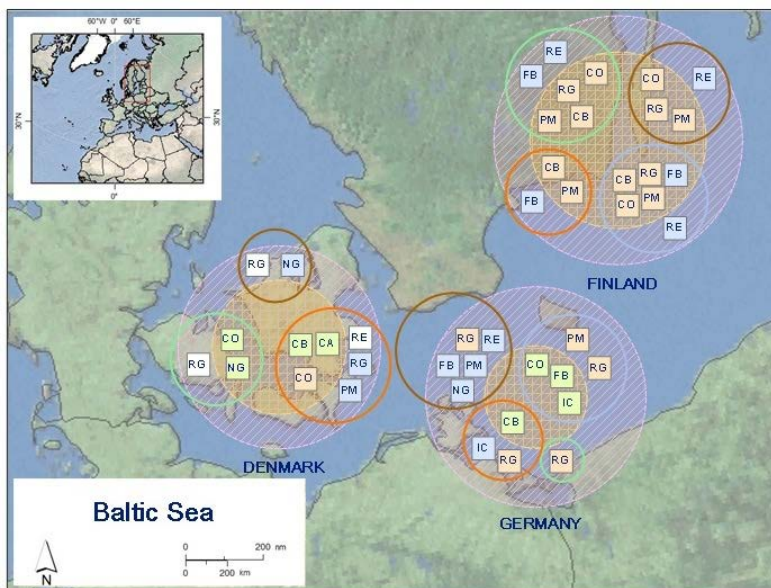 60°W 0° 60°E
30°N 30°N
0°
RE
FB CO
RG
PM CB
CO RE
RG
PM
CB
PM
FB
CB RG FB
CO PM
RE
FINLAND
RG NG
CO
RG NG
CB CA RE
CO RG
PM
DENMARK
RG RE
FB PM
NG
PM
CO FB RG
IC
CB
IC RG
RG
GERMANY
Baltic Sea
N
0 200 nm
0 200 km